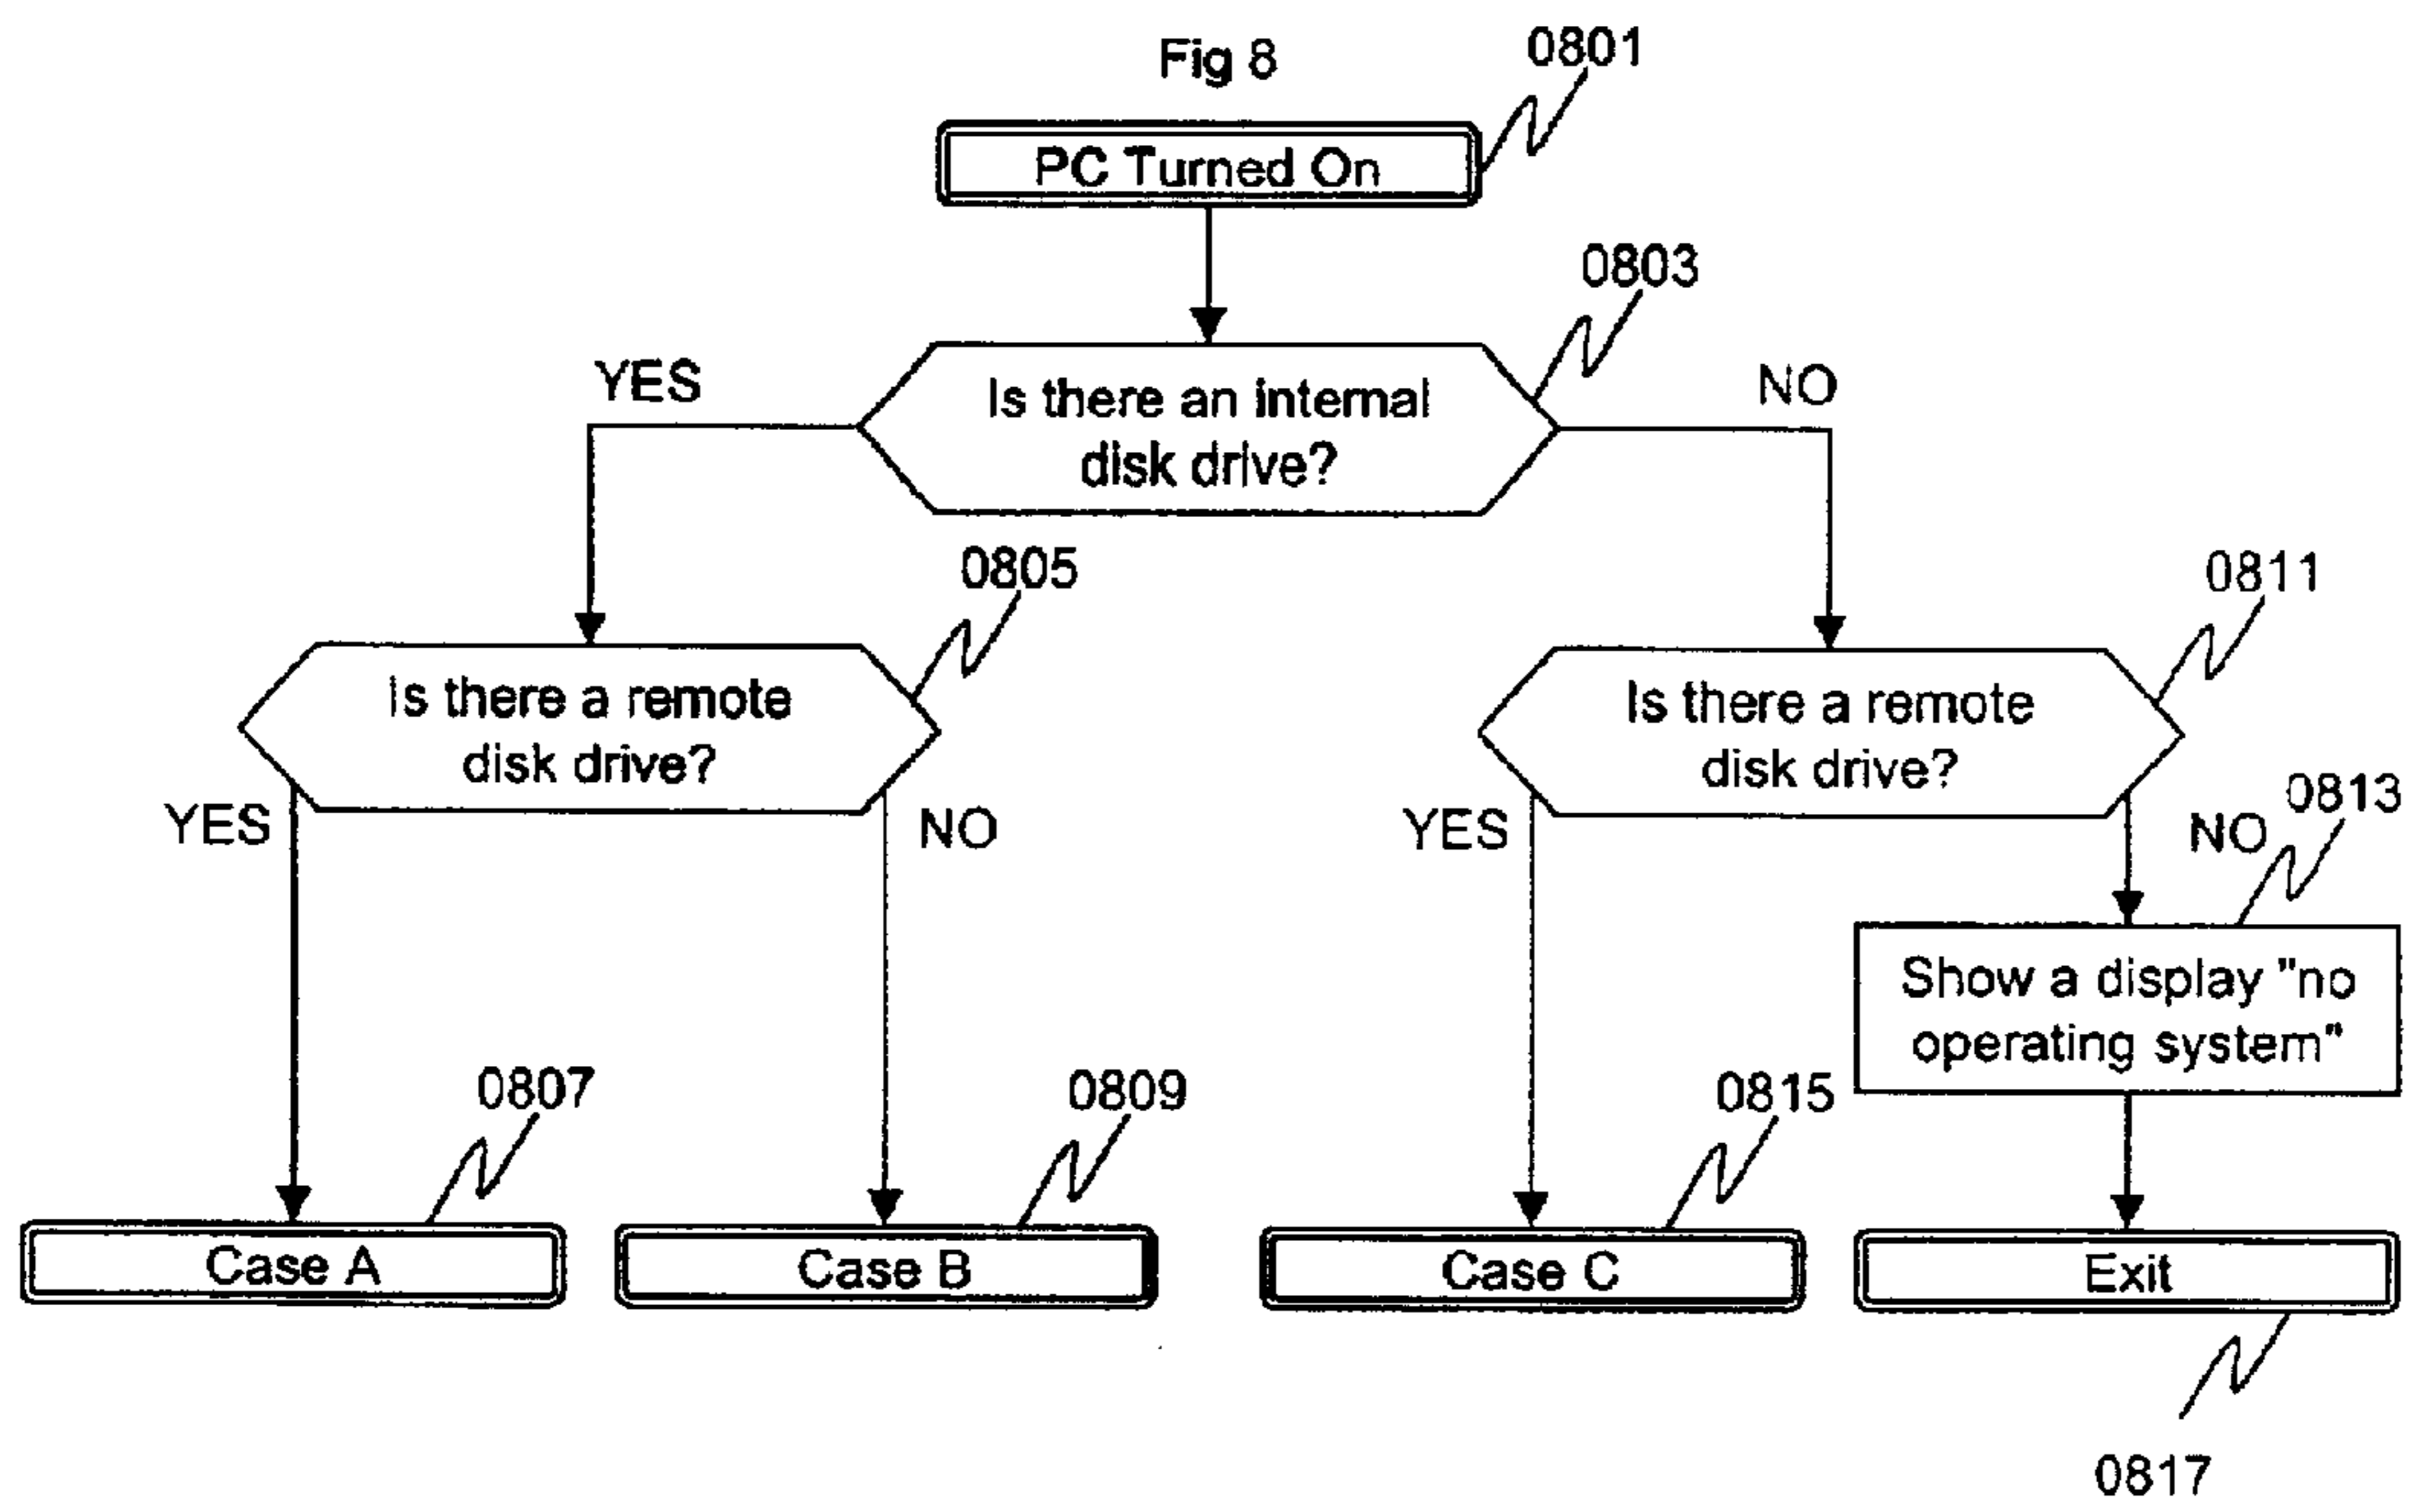 Fig 8
0801
PC Turned On
0803
YES
Is there an internal
disk drive?
NO
0805
0811
Is there a remote
disk drive?
Is there a remote
disk drive?
0813
YES
NO
YES
NO
Show a display "no
operating system"
0807
0809
0815
Case A
Case B
Case C
Exit
0817